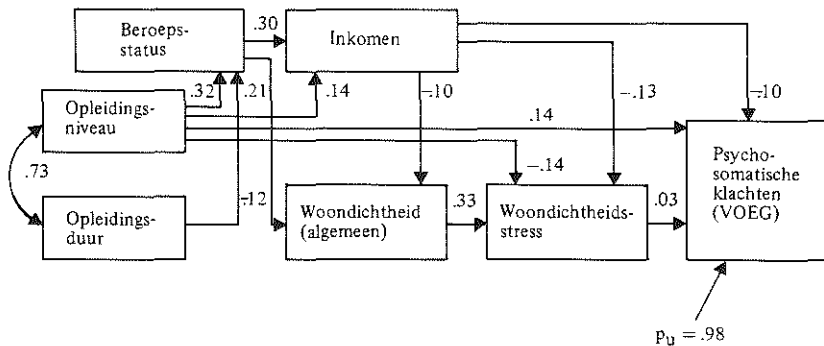 Beroeps-
status
.30
Inkomen
.32
.21
.14
-.10
-.13
-.10
Opleidings-
niveau
.14
-.14
.73
Psycho-
somatische
klachten
(VOEG)
Opleidings-
duur
-.12
Woondichtheid
(algemeen)
.33
Woondichtheids-
stress
.03
pu = .98